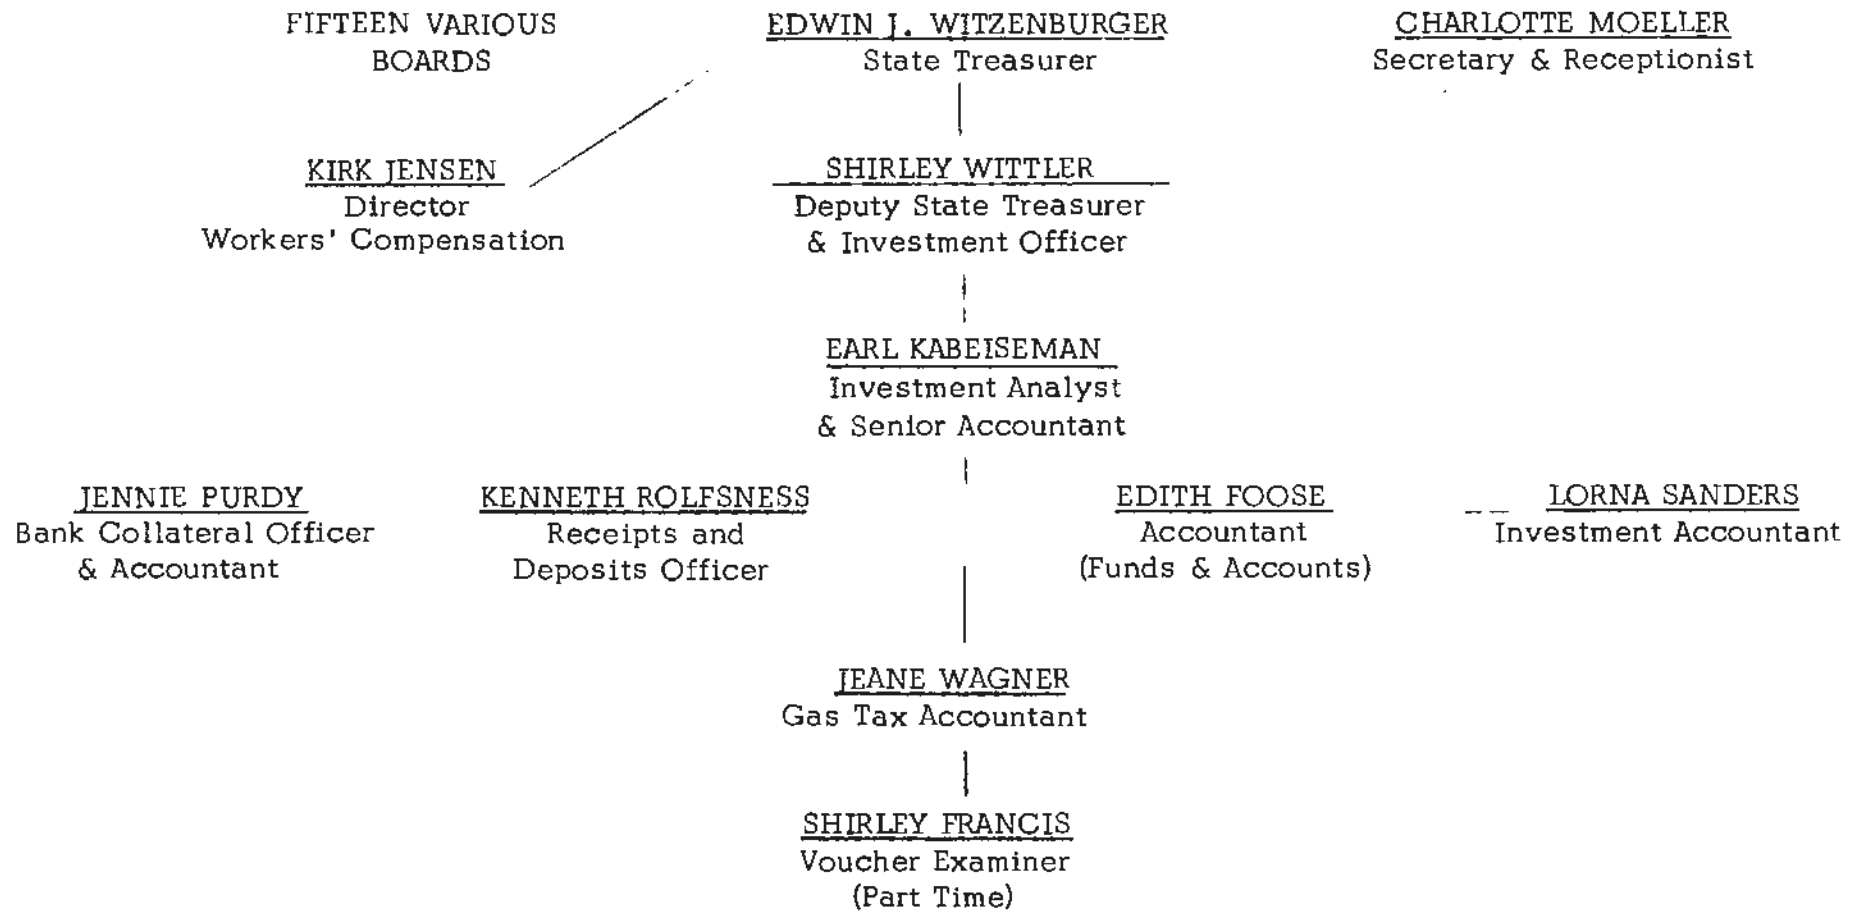 FIFTEEN VARIOUS
BOARDS
EDWIN J. WITZENBURGER
State Treasurer
CHARLOTTE MOELLER
Secretary & Receptionist
KIRK JENSEN
Director
Workers' Compensation
SHIRLEY WITTLER
Deputy State Treasurer
& Investment Officer
EARL KABEISEMAN
Investment Analyst
& Senior Accountant
JENNIE PURDY
Bank Collateral Officer
& Accountant
KENNETH ROLFSNESS
Receipts and
Deposits Officer
EDITH FOOSE
Accountant
(Funds & Accounts)
LORNA SANDERS
Investment Accountant
JEANE WAGNER
Gas Tax Accountant
SHIRLEY FRANCIS
Voucher Examiner
(Part Time)